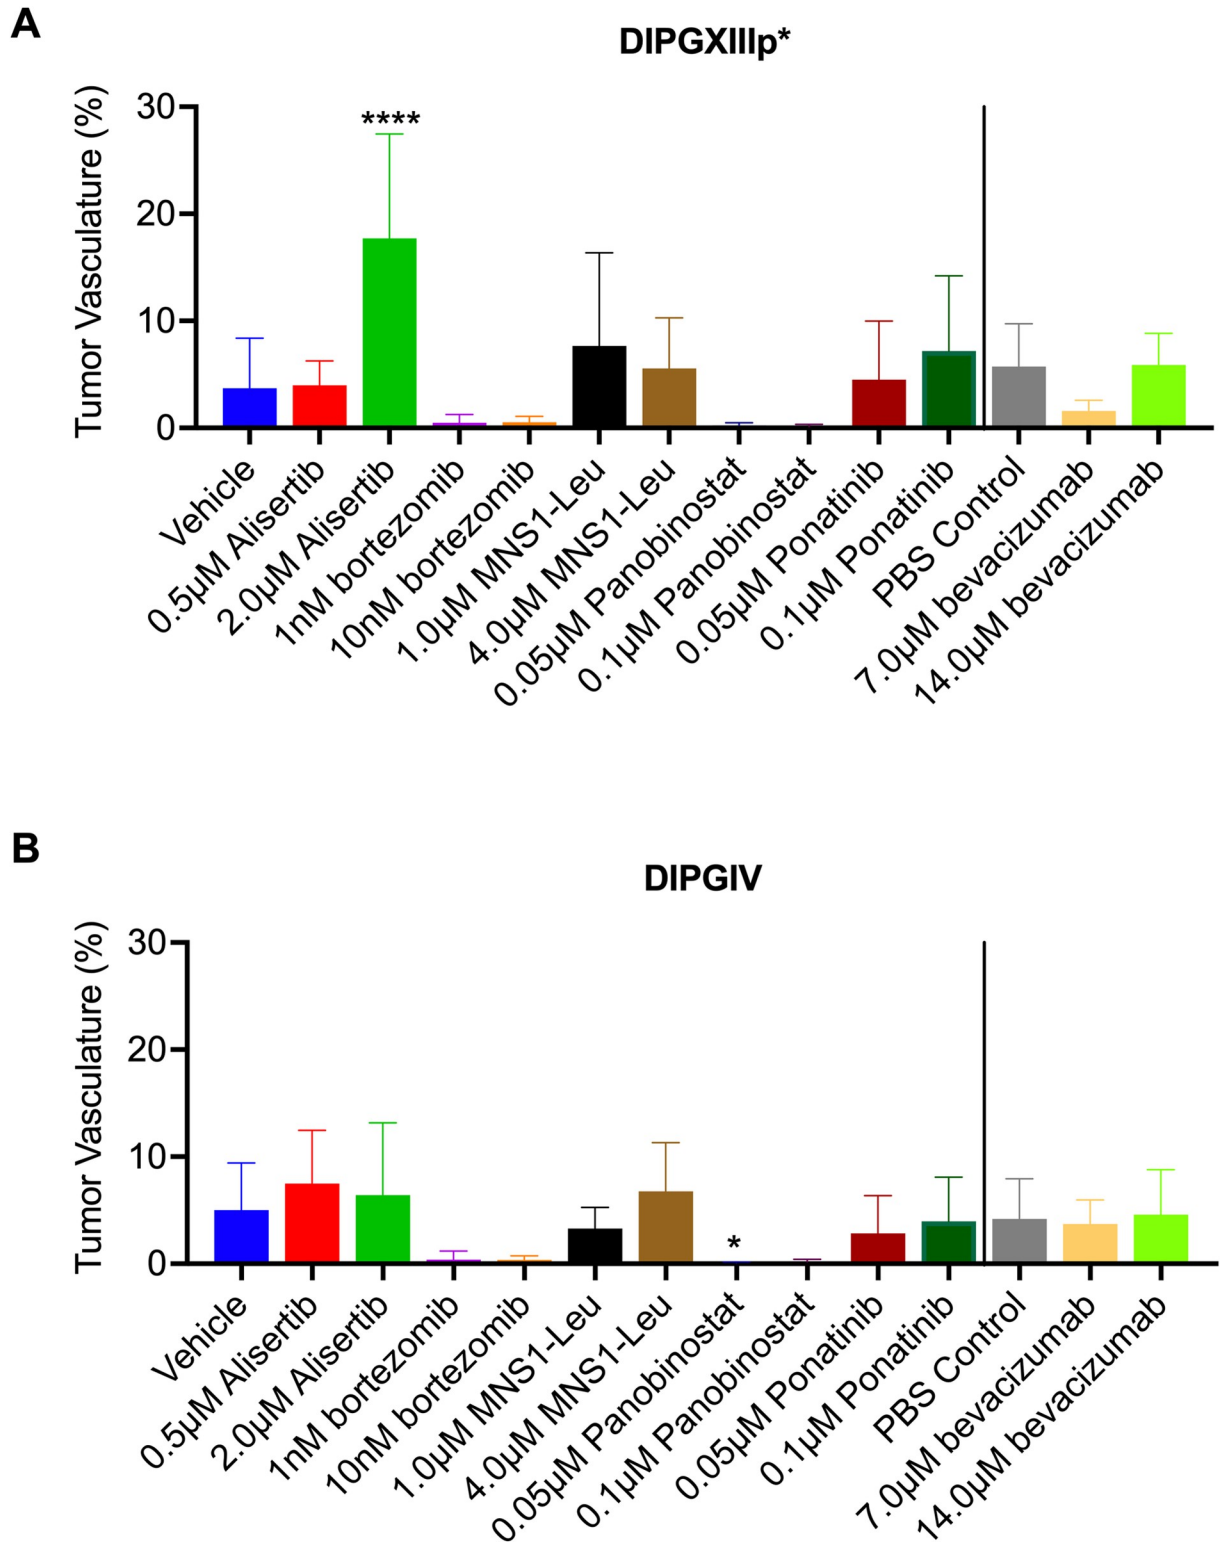 A
DIPGXIIIp*
Tumor Vasculature (%)
30
20
10
0
****
Vehicle
0.5µM Alisertib
2.0µM Alisertib
1nM bortezomib
10nM bortezomib
1.0µM MNS1-Leu
4.0µM MNS1-Leu
0.05µM Panobinostat
0.1µM Panobinostat
0.05µM Ponatinib
0.1µM Ponatinib
PBS Control
7.0µM bevacizumab
14.0µM bevacizumab
B
DIPGIV
Tumor Vasculature (%)
30
20
10
0
*
Vehicle
0.5µM Alisertib
2.0µM Alisertib
1nM bortezomib
10nM bortezomib
1.0µM MNS1-Leu
4.0µM MNS1-Leu
0.05µM Panobinostat
0.1µM Panobinostat
0.05µM Ponatinib
0.1µM Ponatinib
PBS Control
7.0µM bevacizumab
14.0µM bevacizumab